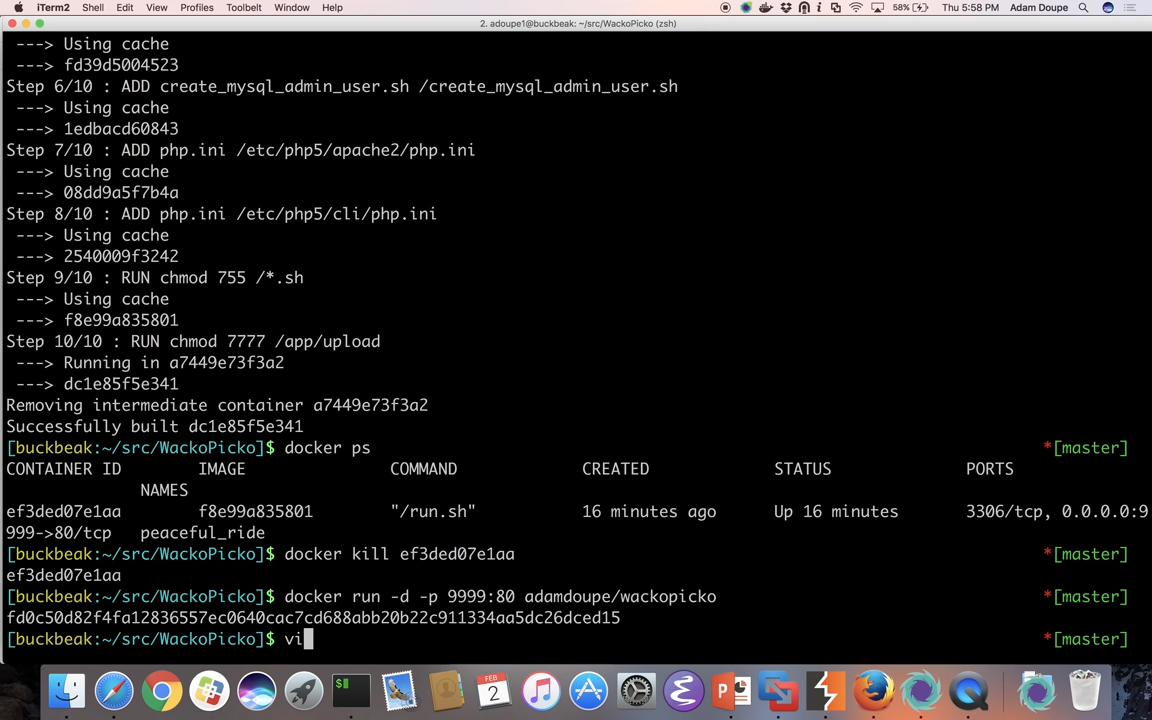 iTerm2 Shell Edit View Profiles Toolbelt Window Help 58% Thu 5:58 PM Adam Doupe
2. adoupe1@buckbeak: ~/src/WackoPicko (zsh)
---> Using cache
---> fd39d5004523
Step 6/10 : ADD create_mysql_admin_user.sh /create_mysql_admin_user.sh
---> Using cache
---> 1edbacd60843
Step 7/10 : ADD php.ini /etc/php5/apache2/php.ini
---> Using cache
---> 08dd9a5f7b4a
Step 8/10 : ADD php.ini /etc/php5/cli/php.ini
---> Using cache
---> 2540009f3242
Step 9/10 : RUN chmod 755 /*.sh
---> Using cache
---> f8e99a835801
Step 10/10 : RUN chmod 7777 /app/upload
---> Running in a7449e73f3a2
---> dc1e85f5e341
Removing intermediate container a7449e73f3a2
Successfully built dc1e85f5e341
[buckbeak:~/src/WackoPicko]$ docker ps *[master]
CONTAINER ID IMAGE COMMAND CREATED STATUS PORTS
NAMES
ef3ded07e1aa f8e99a835801 "/run.sh" 16 minutes ago Up 16 minutes 3306/tcp, 0.0.0.0:9
999->80/tcp peaceful_ride
[buckbeak:~/src/WackoPicko]$ docker kill ef3ded07e1aa *[master]
ef3ded07e1aa
[buckbeak:~/src/WackoPicko]$ docker run -d -p 9999:80 adamdoupe/wackopicko *[master]
fd0c50d82f4fa12836557ec0640cac7cd688abb20b22c911334aa5dc26dced15
[buckbeak:~/src/WackoPicko]$ vi *[master]
$
FEB
2
P